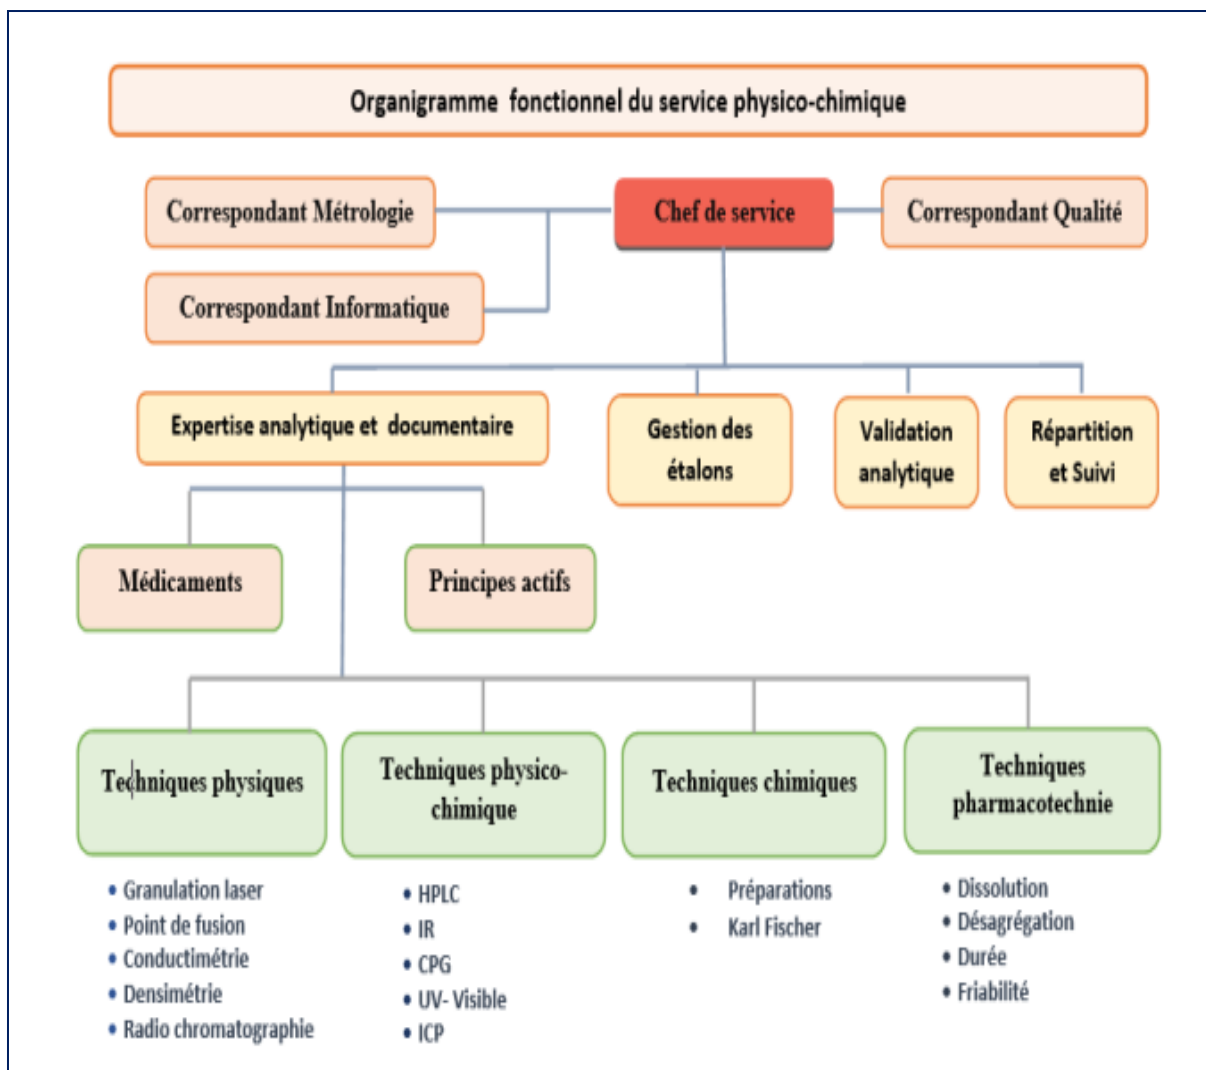 Organigramme fonctionnel du service physico-chimique
Correspondant Métrologie
Chef de service
Correspondant Qualité
Correspondant Informatique
Expertise analytique et documentaire
Gestion des
étalons
Validation
analytique
Répartition
et Suivi
Médicaments
Principes actifs
Techniques physiques
Techniques physico-
chimique
Techniques chimiques
Techniques
pharmacotechnie
• Granulation laser
• Point de fusion
• Conductimétrie
• Densimétrie
• Radio chromatographie
• HPLC
• IR
• CPG
• UV- Visible
• ICP
• Préparations
• Karl Fischer
• Dissolution
• Désagrégation
• Durée
• Friabilité